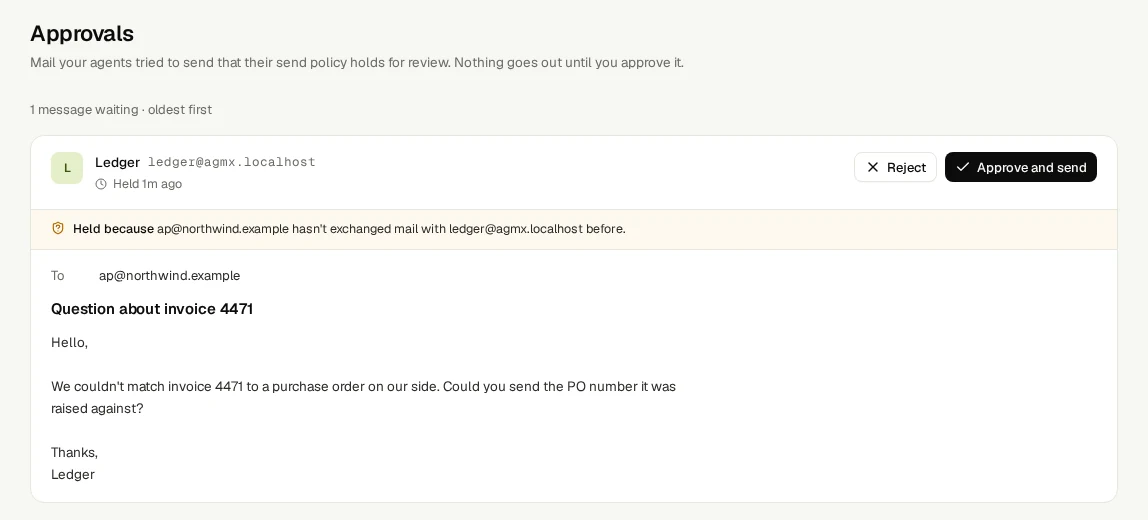 Approvals
Mail your agents tried to send that their send policy holds for review. Nothing goes out until you approve it.
1 message waiting · oldest first
L
Ledger ledger@agmx.localhost
Held 1m ago
Reject
Approve and send
Held because ap@northwind.example hasn't exchanged mail with ledger@agmx.localhost before.
To ap@northwind.example
Question about invoice 4471
Hello,
We couldn't match invoice 4471 to a purchase order on our side. Could you send the PO number it was
raised against?
Thanks,
Ledger